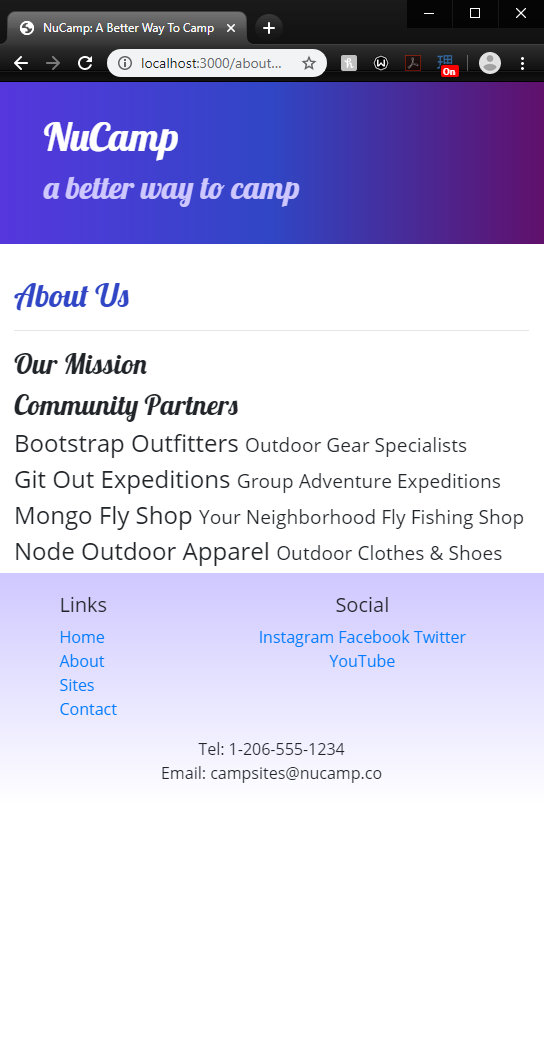 NuCamp: A Better Way To Camp
localhost:3000/about...
理
On
NuCamp
a better way to camp
About Us
Our Mission
Community Partners
Bootstrap Outfitters Outdoor Gear Specialists
Git Out Expeditions Group Adventure Expeditions
Mongo Fly Shop Your Neighborhood Fly Fishing Shop
Node Outdoor Apparel Outdoor Clothes & Shoes
Links
Home
About
Sites
Contact
Social
Instagram Facebook Twitter
YouTube
Tel: 1-206-555-1234
Email: campsites@nucamp.co